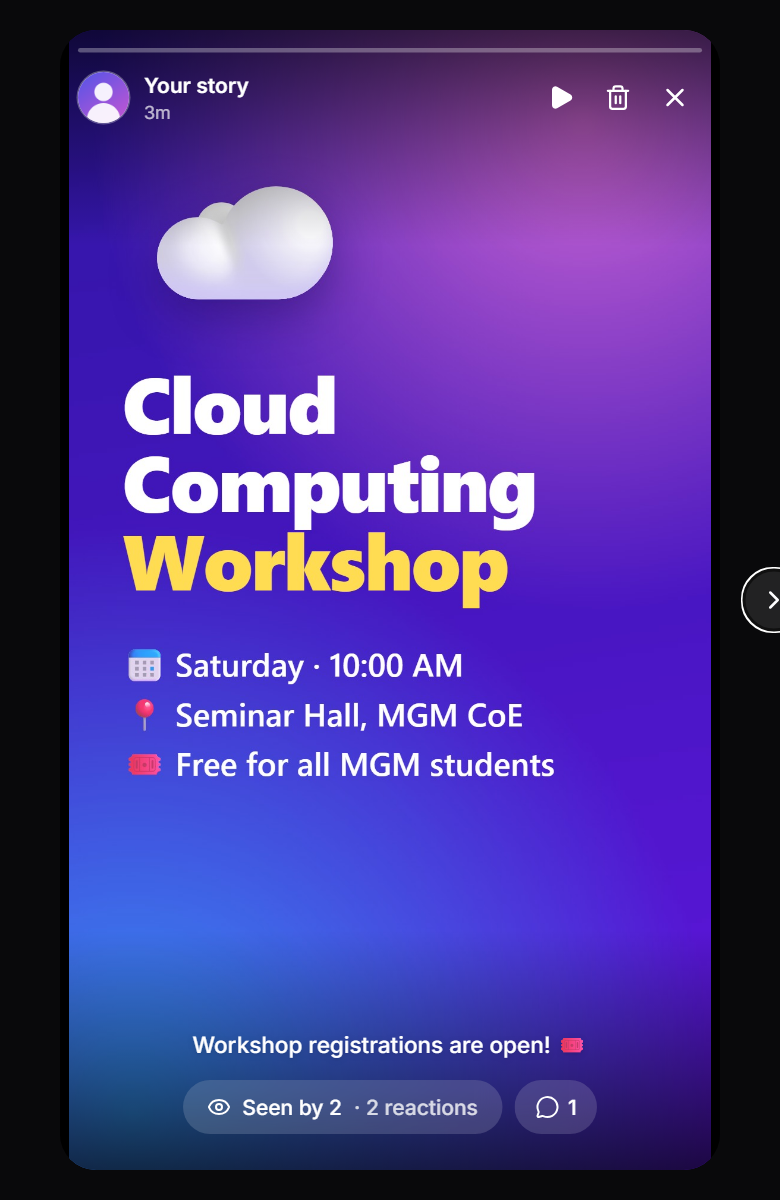 Your story
3m
Cloud
Computing
Workshop
Saturday · 10:00 AM
Seminar Hall, MGM CoE
Free for all MGM students
Workshop registrations are open!
Seen by 2 · 2 reactions
1